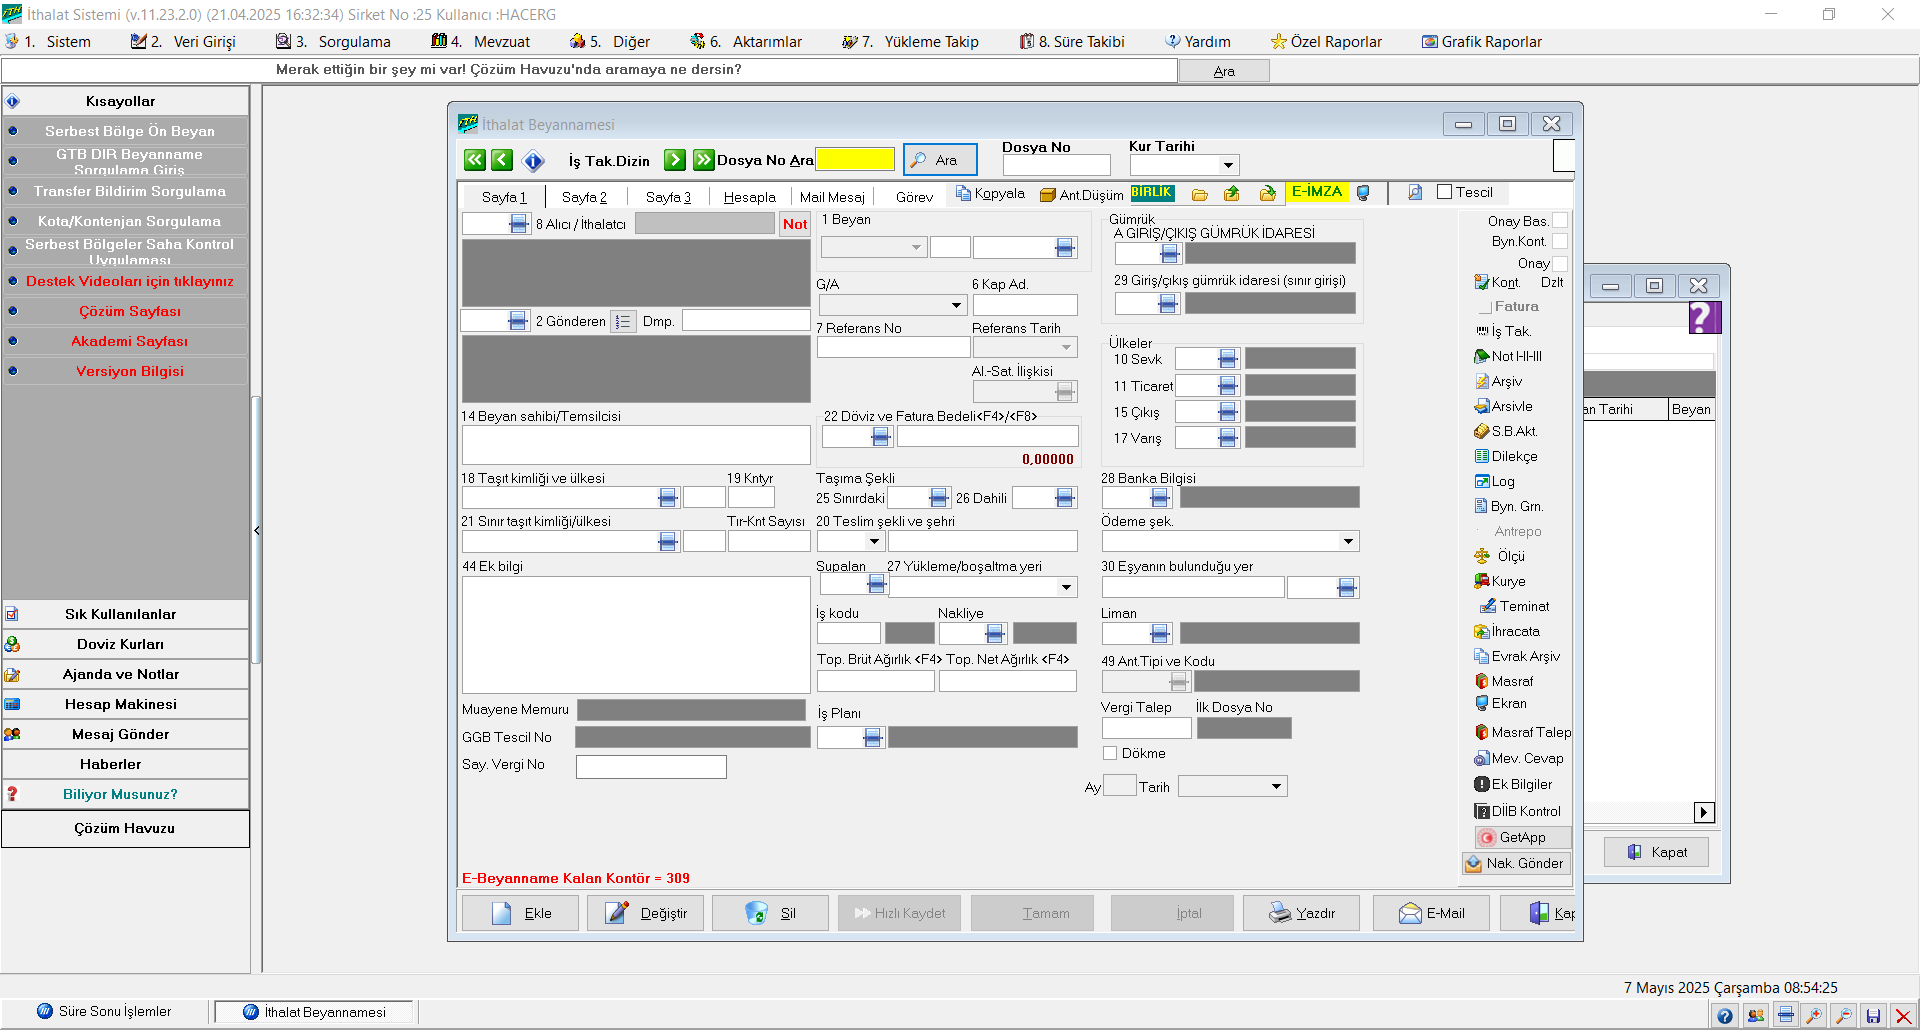 İthalat Sistemi (v.11.23.2.0) (21.04.2025 16:32:34) Sirket No :25 Kullanıcı :HACERG
1. Sistem
2. Veri Girişi
3. Sorgulama
4. Mevzuat
5. Diğer
6. Aktarımlar
7. Yükleme Takip
8. Süre Takibi
Yardım
Özel Raporlar
Grafik Raporlar
Merak ettiğin bir şey mi var! Çözüm Havuzu'nda aramaya ne dersin?
Ara
Kısayollar
Serbest Bölge Ön Beyan
GTB DIR Beyanname
Sorgulama Giriş
Transfer Bildirim Sorgulama
Kota/Kontenjan Sorgulama
Serbest Bölgeler Saha Kontrol
Uygulaması
Destek Videoları için tıklayınız
Çözüm Sayfası
Akademi Sayfası
Versiyon Bilgisi
Sık Kullanılanlar
Doviz Kurları
Ajanda ve Notlar
Hesap Makinesi
Mesaj Gönder
Haberler
Biliyor Musunuz?
Çözüm Havuzu
İthalat Beyannamesi
İş Tak.Dizin
Dosya No Ara
Ara
Dosya No
Kur Tarihi
Sayfa 1
Sayfa 2
Sayfa 3
Hesapla
Mail Mesaj
Görev
Kopyala
Ant.Düşüm
BİRLİK
E-İMZA
Tescil
8 Alıcı / İthalatcı
Not
2 Gönderen
Dmp.
14 Beyan sahibi/Temsilcisi
18 Taşıt kimliği ve ülkesi
19 Kntyr
21 Sınır taşıt kimliği/ülkesi
Tır-Knt Sayısı
44 Ek bilgi
Muayene Memuru
GGB Tescil No
Say. Vergi No
E-Beyanname Kalan Kontör = 309
1 Beyan
G/A
6 Kap Ad.
7 Referans No
Referans Tarih
Al.-Sat. İlişkisi
22 Döviz ve Fatura Bedeli<F4>/<F8>
0,00000
Taşıma Şekli
25 Sınırdaki
26 Dahili
20 Teslim şekli ve şehri
Supalan
27 Yükleme/boşaltma yeri
İş kodu
Nakliye
Top. Brüt Ağırlık <F4>
Top. Net Ağırlık <F4>
İş Planı
Gümrük
A GİRİŞ/ÇIKIŞ GÜMRÜK İDARESİ
29 Giriş/çıkış gümrük idaresi (sınır girişi)
Ülkeler
10 Sevk
11 Ticaret
15 Çıkış
17 Varış
28 Banka Bilgisi
Ödeme şek.
30 Eşyanın bulunduğu yer
Liman
49 Ant.Tipi ve Kodu
Vergi Talep
İlk Dosya No
Dökme
Ay
Tarih
Onay Bas.
Byn.Kont.
Onay
Kont.
Dzlt
Fatura
İş Tak.
Not I-II-III
Arşiv
Arsivle
S.B.Akt.
Dilekçe
Log
Byn. Grn.
Antrepo
Ölçü
Kurye
Teminat
İhracata
Evrak Arşiv
Masraf
Ekran
Masraf Talep
Mev. Cevap
Ek Bilgiler
DİİB Kontrol
GetApp
Nak. Gönder
Ekle
Değiştir
Sil
Hızlı Kaydet
Tamam
İptal
Yazdır
E-Mail
Kap
an Tarihi
Beyan
Kapat
7 Mayıs 2025 Çarşamba 08:54:25
Süre Sonu İşlemler
İthalat Beyannamesi